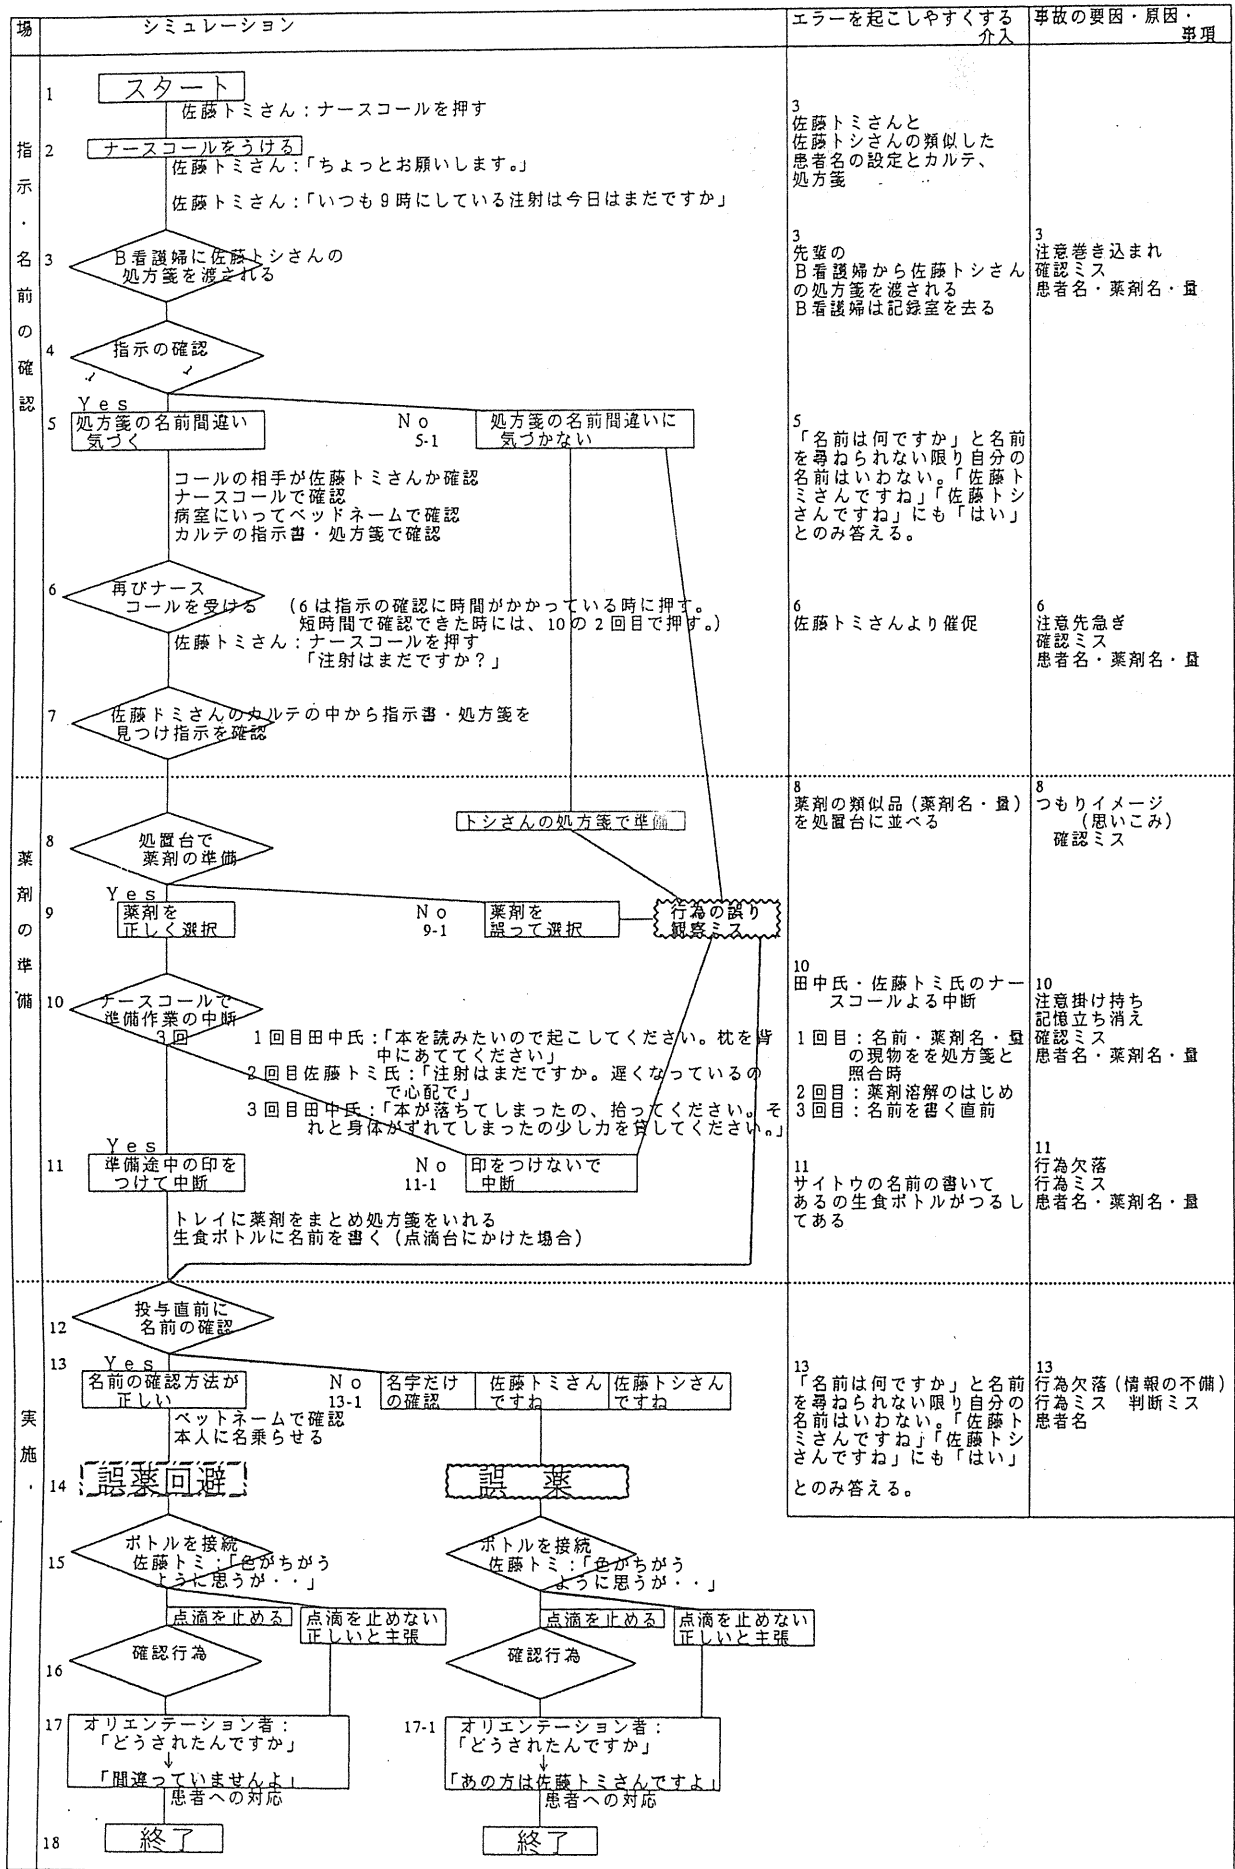 場
シミュレーション
エラーを起こしやすくする
介入
事故の要因・原因・
事項
指示・名前の確認
1
スタート
佐藤トミさん：ナースコールを押す
2
ナースコールをうける
佐藤トミさん：「ちょっとお願いします。」
佐藤トミさん：「いつも9時にしている注射は今日はまだですか」
3
佐藤トミさんと
佐藤トシさんの類似した
患者名の設定とカルテ、
処方箋
3
B看護婦に佐藤トシさんの
処方箋を渡される
3
先輩の
B看護婦から佐藤トシさん
の処方箋を渡される
B看護婦は記録室を去る
3
注意巻き込まれ
確認ミス
患者名・薬剤名・量
4
指示の確認
Yes
5
処方箋の名前間違い
気づく
No
5-1
処方箋の名前間違いに
気づかない
コールの相手が佐藤トミさんか確認
ナースコールで確認
病室にいってベッドネームで確認
カルテの指示書・処方箋で確認
5
「名前は何ですか」と名前
を尋ねられない限り自分の
名前はいわない。「佐藤ト
ミさんですね」「佐藤トシ
さんですね」にも「はい」
とのみ答える。
6
再びナース
コールを受ける
（6は指示の確認に時間がかかっている時に押す。
短時間で確認できた時には、10の2回目で押す。）
佐藤トミさん：ナースコールを押す
「注射はまだですか？」
6
佐藤トミさんより催促
6
注意先急ぎ
確認ミス
患者名・薬剤名・量
7
佐藤トミさんのカルテの中から指示書・処方箋を
見つけ指示を確認
薬剤の準備
8
処置台で
薬剤の準備
トシさんの処方箋で準備
8
薬剤の類似品（薬剤名・量）
を処置台に並べる
8
つもりイメージ
（思いこみ）
確認ミス
Yes
9
薬剤を
正しく選択
No
9-1
薬剤を
誤って選択
行為の誤り
観察ミス
10
ナースコールで
準備作業の中断
3回
1回目田中氏：「本を読みたいので起こしてください。枕を背
中にあててください」
2回目佐藤トミ氏：「注射はまだですか。遅くなっているの
で心配で」
3回目田中氏：「本が落ちてしまったの、拾ってください。そ
れと身体がずれてしまったの少し力を貸してください。」
10
田中氏・佐藤トミ氏のナー
スコールよる中断
1回目：名前・薬剤名・量
の現物をを処方箋と
照合時
2回目：薬剤溶解のはじめ
3回目：名前を書く直前
10
注意掛け持ち
記憶立ち消え
確認ミス
患者名・薬剤名・量
Yes
11
準備途中の印を
つけて中断
No
11-1
印をつけないで
中断
トレイに薬剤をまとめ処方箋をいれる
生食ボトルに名前を書く（点滴台にかけた場合）
11
サイトウの名前の書いて
あるの生食ボトルがつるし
てある
11
行為欠落
行為ミス
患者名・薬剤名・量
実施・
12
投与直前に
名前の確認
13
Yes
名前の確認方法が
正しい
No
13-1
名字だけ
の確認
佐藤トミさん
ですね
佐藤トシさん
ですね
ベットネームで確認
本人に名乗らせる
13
「名前は何ですか」と名前
を尋ねられない限り自分の
名前はいわない。「佐藤ト
ミさんですね」「佐藤トシ
さんですね」にも「はい」
とのみ答える。
13
行為欠落（情報の不備）
行為ミス　判断ミス
患者名
14
誤薬回避
誤　薬
15
ボトルを接続
佐藤トミ：「色がちがう
ように思うが・・」
ボトルを接続
佐藤トミ：「色がちがう
ように思うが・・」
点滴を止める
点滴を止めない
正しいと主張
点滴を止める
点滴を止めない
正しいと主張
16
確認行為
確認行為
17
オリエンテーション者：
「どうされたんですか」
↓
「間違っていませんよ」
患者への対応
17-1
オリエンテーション者：
「どうされたんですか」
↓
「あの方は佐藤トミさんですよ」
患者への対応
18
終了
終了